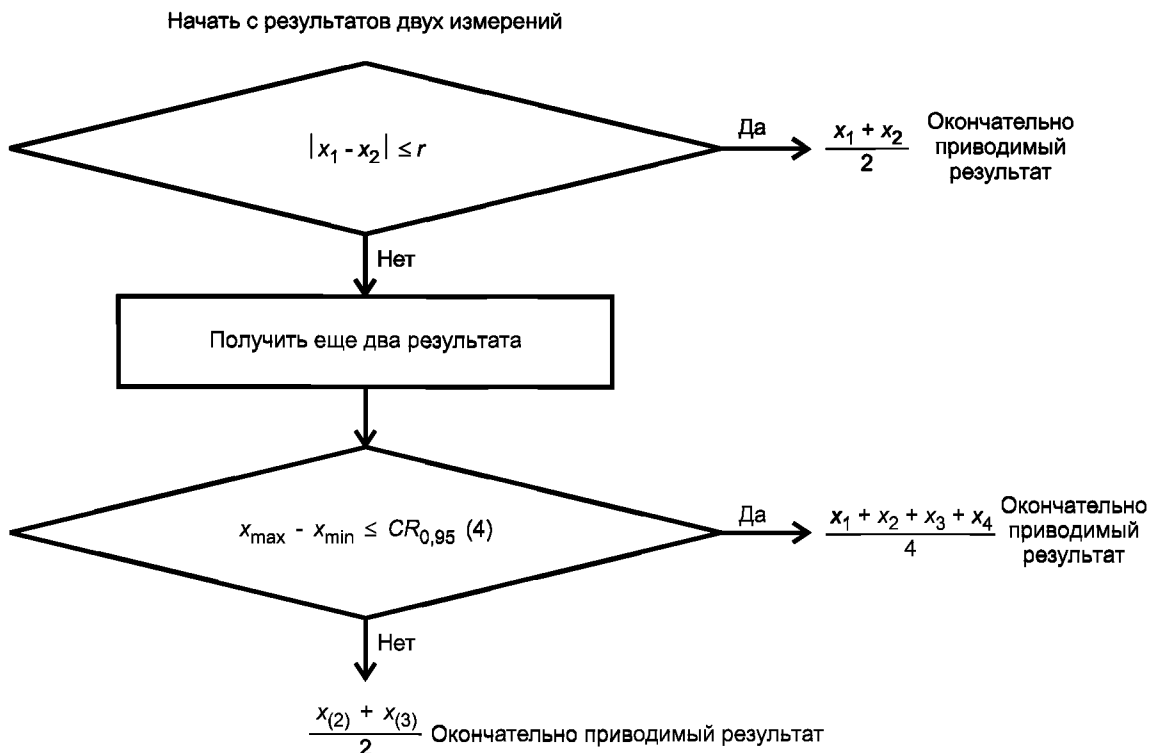 Начать с результатов двух измерений
|x₁ - x₂| ≤ r
Да
x₁ + x₂
2
Окончательно
приводимый
результат
Нет
Получить еще два результата
xmax - xmin ≤ CR0,95 (4)
Да
x₁ + x₂ + x₃ + x₄
4
Окончательно
приводимый
результат
Нет
x(2) + x(3)
2
Окончательно приводимый результат